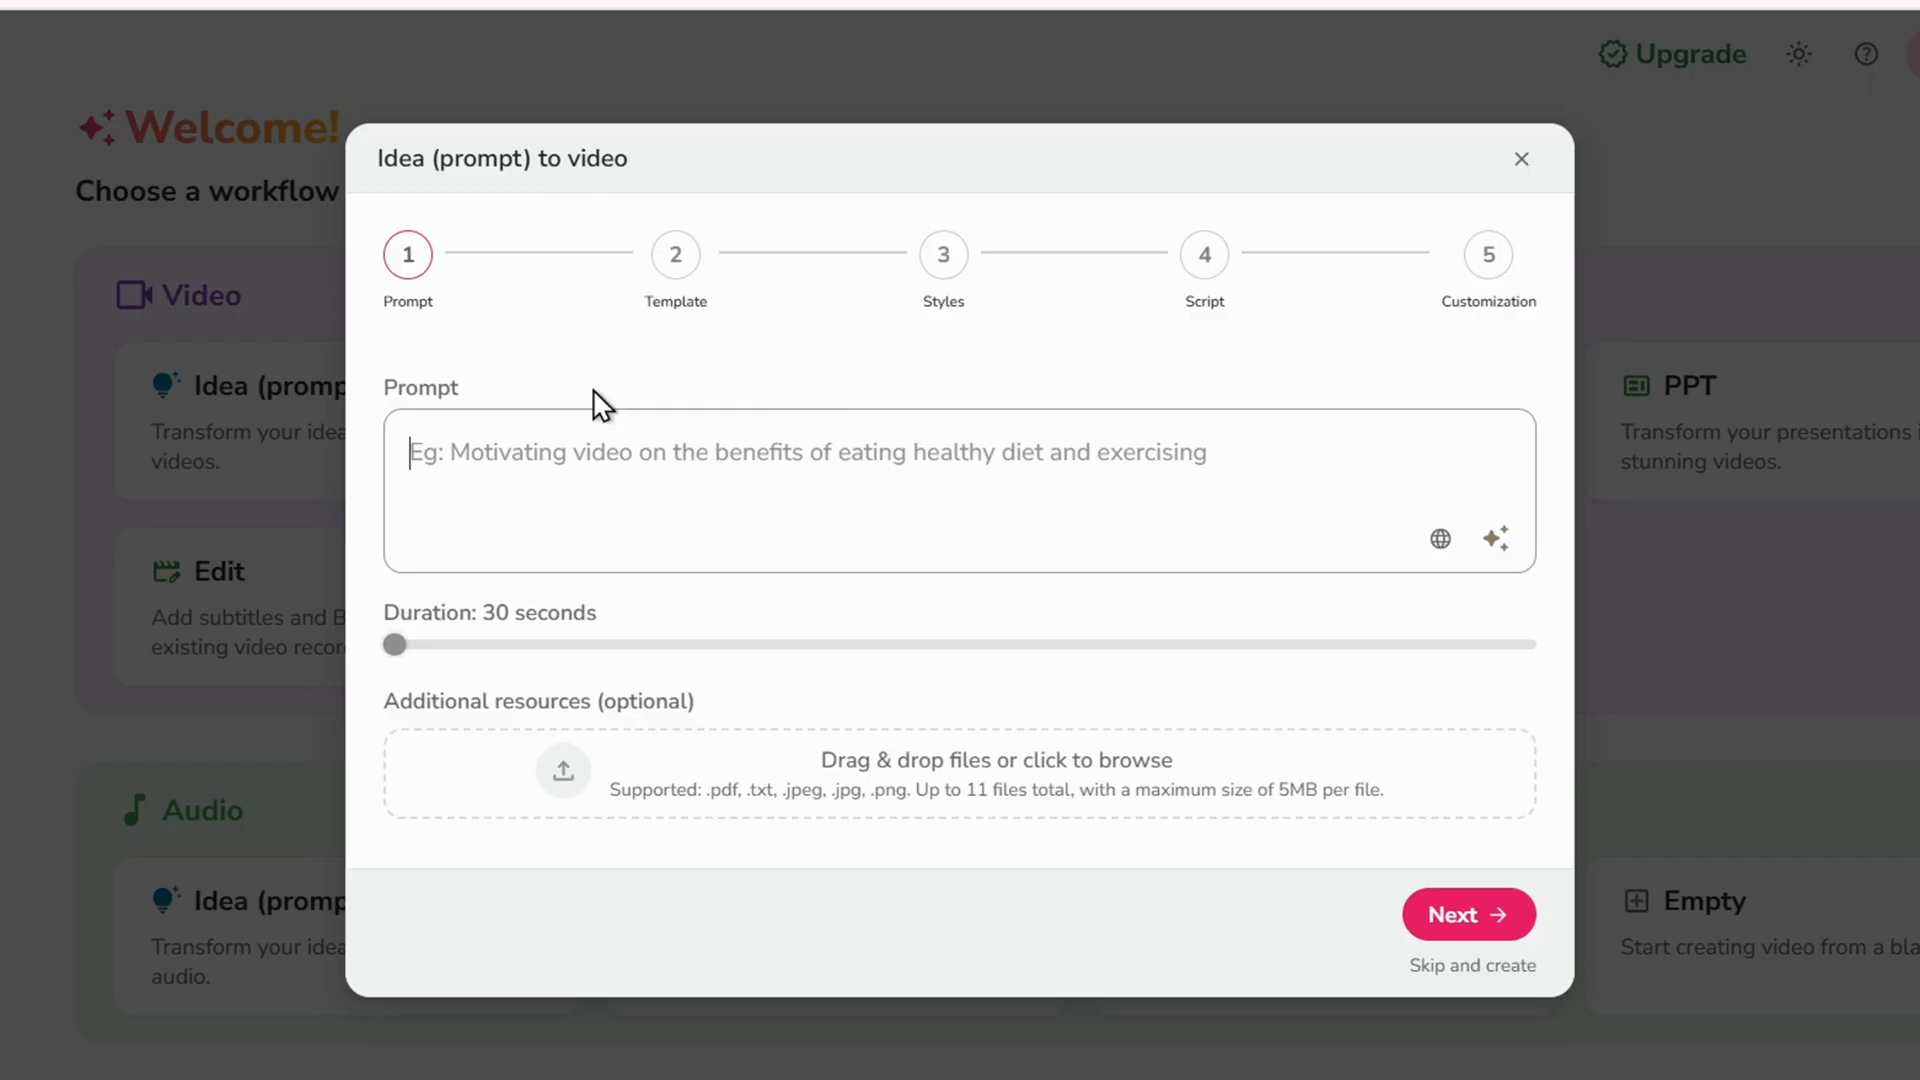 Upgrade
Welcome!
Choose a workflow
Idea (prompt) to video
1
2
3
4
5
Prompt
Template
Styles
Script
Customization
Video
Idea (promp
Transform your idea
videos.
PPT
Transform your presentations i
stunning videos.
Prompt
Eg: Motivating video on the benefits of eating healthy diet and exercising
Edit
Add subtitles and B
existing video recor
Duration: 30 seconds
Additional resources (optional)
Drag & drop files or click to browse
Supported: .pdf, .txt, .jpeg, .jpg, .png. Up to 11 files total, with a maximum size of 5MB per file.
Audio
Idea (promp
Transform your idea
audio.
Empty
Start creating video from a bla
Next
Skip and create